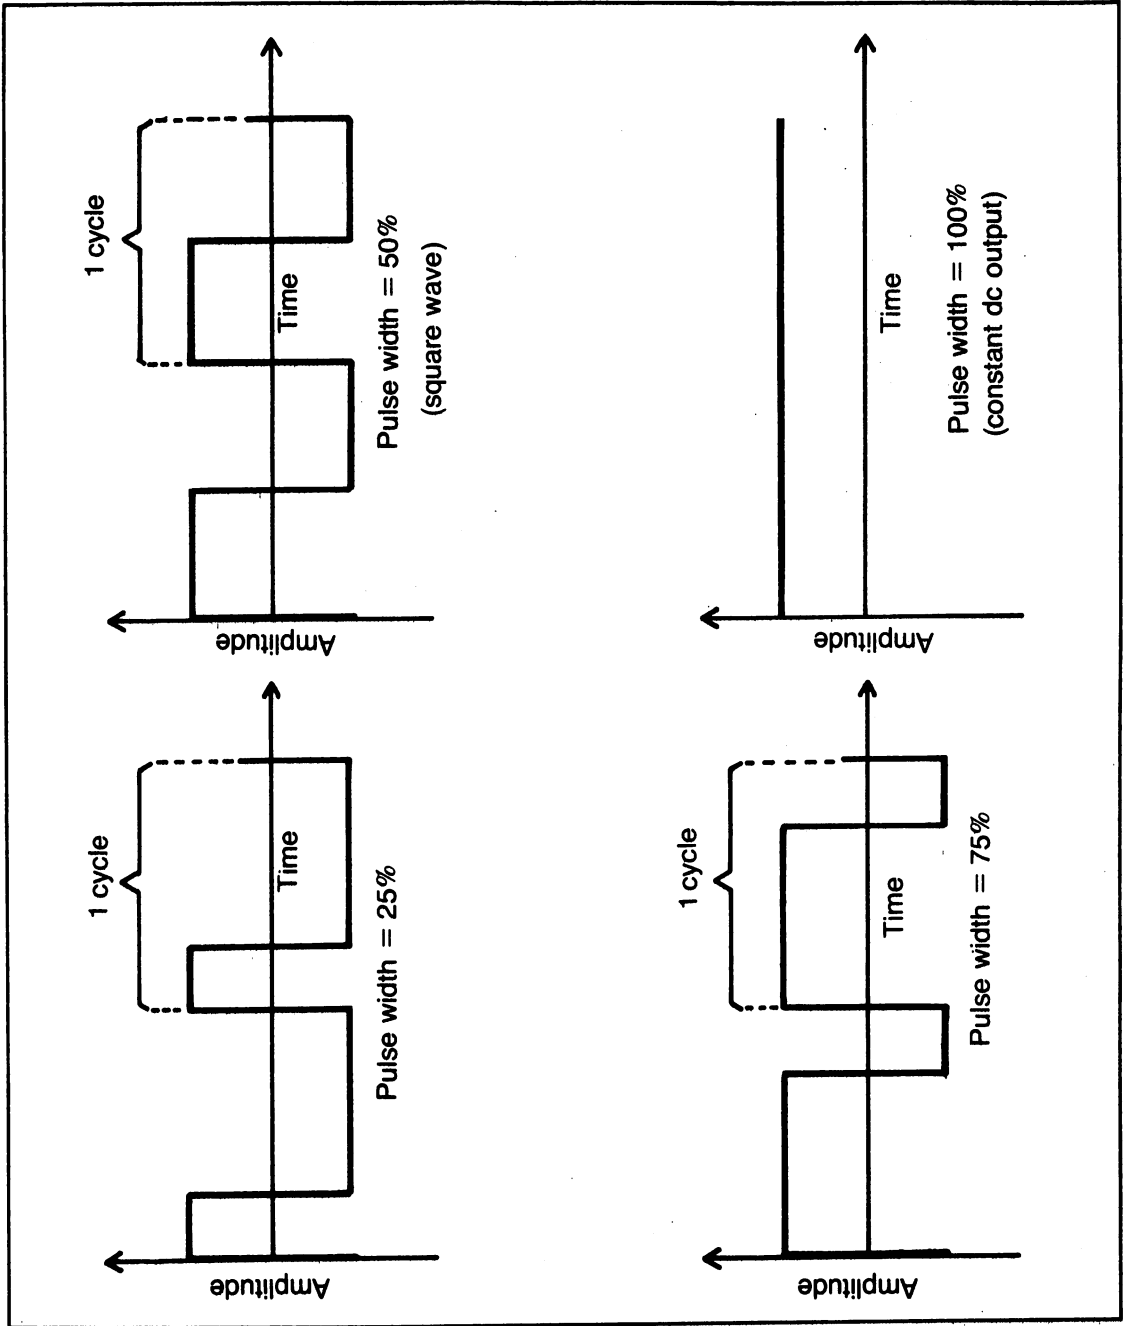 1 cycle
Amplitude
Time
Pulse width = 25%
1 cycle
Amplitude
Time
Pulse width = 50%
(square wave)
1 cycle
Amplitude
Time
Pulse width = 75%
Amplitude
Time
Pulse width = 100%
(constant dc output)